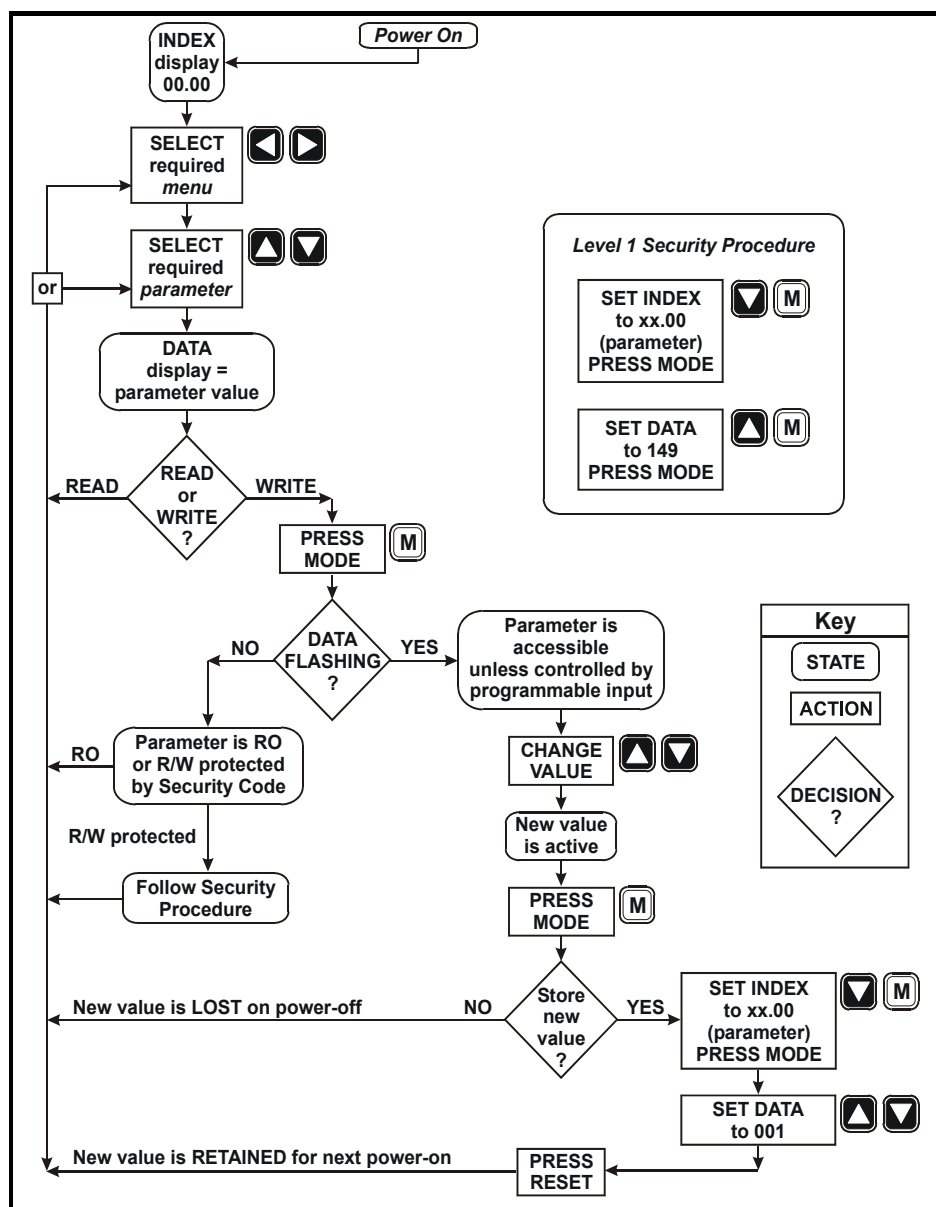 Power On
INDEX
display
00.00
SELECT
required
menu
SELECT
required
parameter
or
DATA
display =
parameter value
READ
or
WRITE
?
READ
WRITE
PRESS
MODE
M
DATA
FLASHING
?
NO
YES
Parameter is RO
or R/W protected
by Security Code
RO
R/W protected
Follow Security
Procedure
Parameter is
accessible
unless controlled by
programmable input
CHANGE
VALUE
New value
is active
PRESS
MODE
M
Store
new
value
?
NO
YES
New value is LOST on power-off
SET INDEX
to xx.00
(parameter)
PRESS MODE
M
SET DATA
to 001
PRESS
RESET
New value is RETAINED for next power-on
Level 1 Security Procedure
SET INDEX
to xx.00
(parameter)
PRESS MODE
M
SET DATA
to 149
PRESS MODE
M
Key
STATE
ACTION
DECISION
?